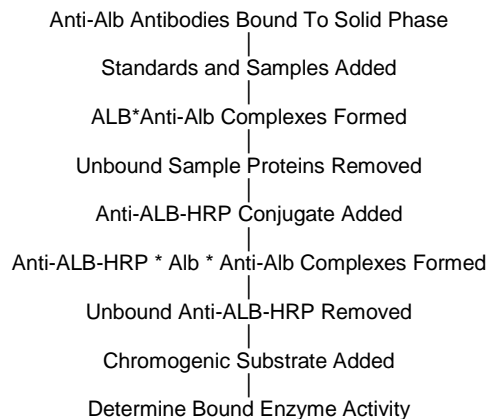 Anti-Alb Antibodies Bound To Solid Phase
Standards and Samples Added
ALB*Anti-Alb Complexes Formed
Unbound Sample Proteins Removed
Anti-ALB-HRP Conjugate Added
Anti-ALB-HRP * Alb * Anti-Alb Complexes Formed
Unbound Anti-ALB-HRP Removed
Chromogenic Substrate Added
Determine Bound Enzyme Activity